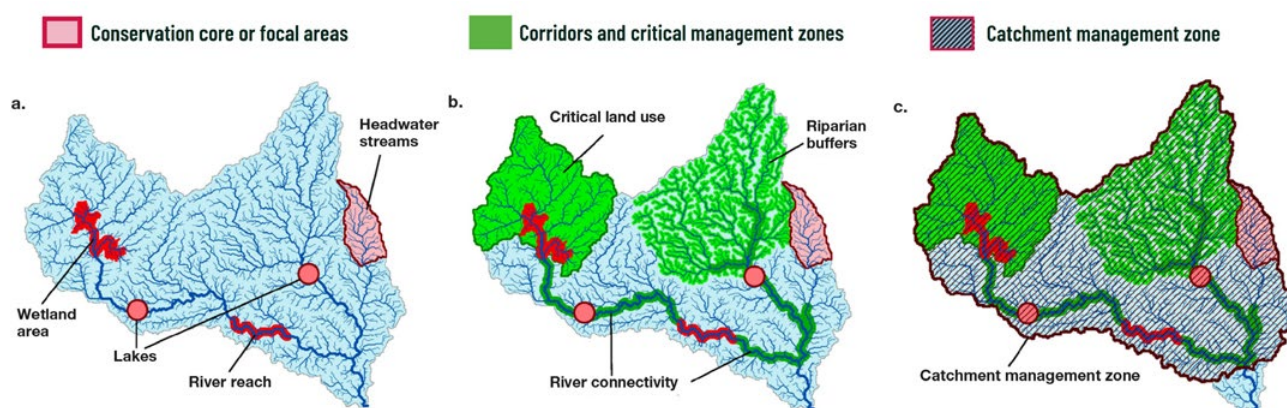 Conservation core or focal areas
Corridors and critical management zones
Catchment management zone
a.
Headwater
streams
Wetland
area
Lakes
River reach
b.
Critical land use
Riparian
buffers
River connectivity
c.
Catchment management zone